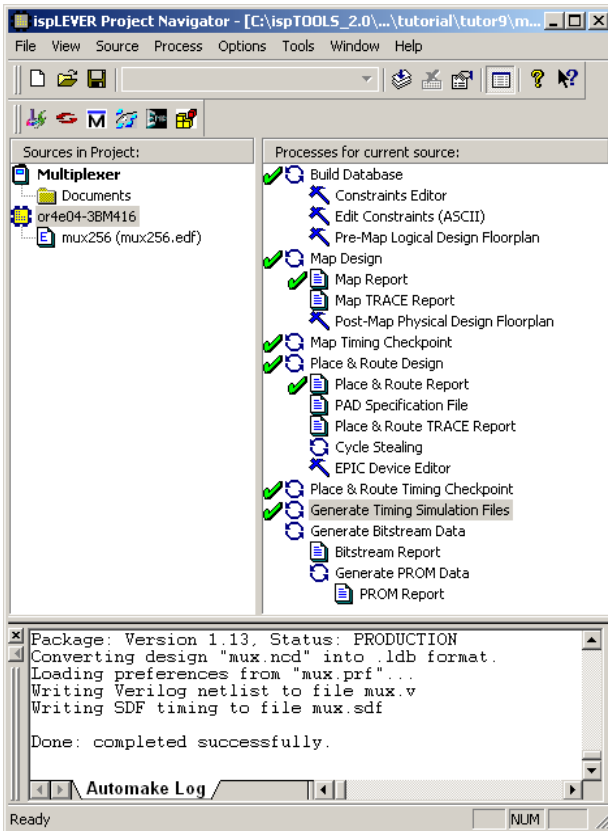 ispLEVER Project Navigator - [C:\ispTOOLS_2.0\...\tutorial\tutor9\m...
File View Source Process Options Tools Window Help
Sources in Project:
Multiplexer
Documents
or4e04-3BM416
E mux256 (mux256.edf)
Processes for current source:
Build Database
Constraints Editor
Edit Constraints (ASCII)
Pre-Map Logical Design Floorplan
Map Design
Map Report
Map TRACE Report
Post-Map Physical Design Floorplan
Map Timing Checkpoint
Place & Route Design
Place & Route Report
PAD Specification File
Place & Route TRACE Report
Cycle Stealing
EPIC Device Editor
Place & Route Timing Checkpoint
Generate Timing Simulation Files
Generate Bitstream Data
Bitstream Report
Generate PROM Data
PROM Report
Package: Version 1.13, Status: PRODUCTION
Converting design "mux.ncd" into .ldb format.
Loading preferences from "mux.prf"...
Writing Verilog netlist to file mux.v
Writing SDF timing to file mux.sdf
Done: completed successfully.
Automake Log
Ready NUM